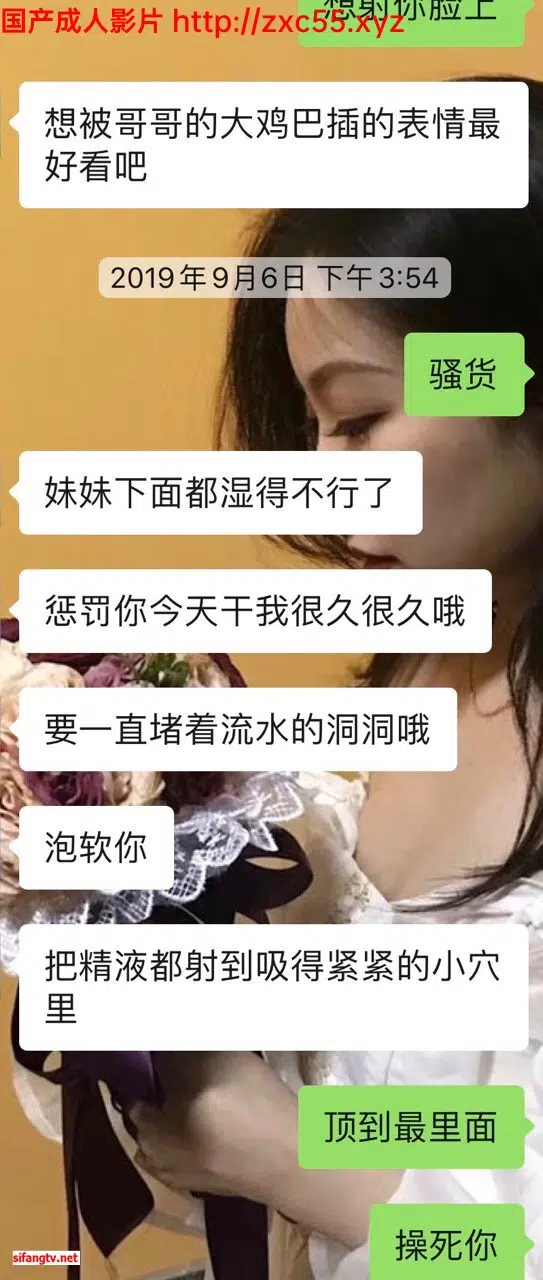 国产成人影片 http://zxc55.xyz
想射你脸上
想被哥哥的大鸡巴插的表情最
好看吧
2019年9月6日 下午3:54
骚货
妹妹下面都湿得不行了
惩罚你今天干我很久很久哦
要一直堵着流水的洞洞哦
泡软你
把精液都射到吸得紧紧的小穴
里
顶到最里面
操死你
sifangtv.net